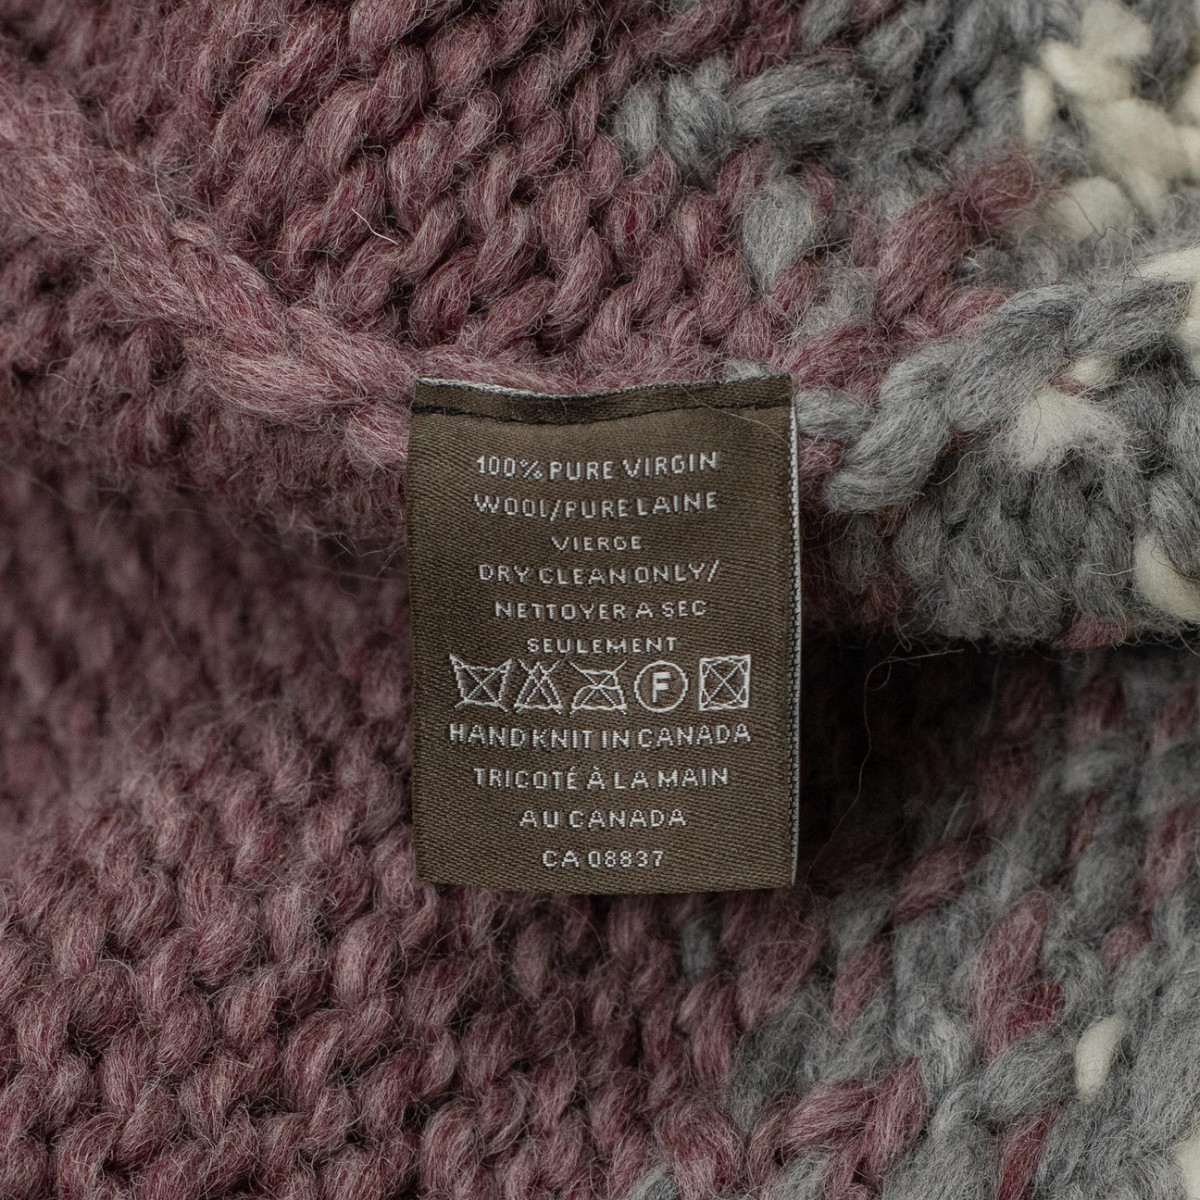 100% PURE VIRGIN
WOOL/PURE LAINE
VIERGE
DRY CLEAN ONLY/
NETTOYER A SEC
SEULEMENT
F
HAND KNIT IN CANADA
TRICOTÉ À LA MAIN
AU CANADA
CA 08837